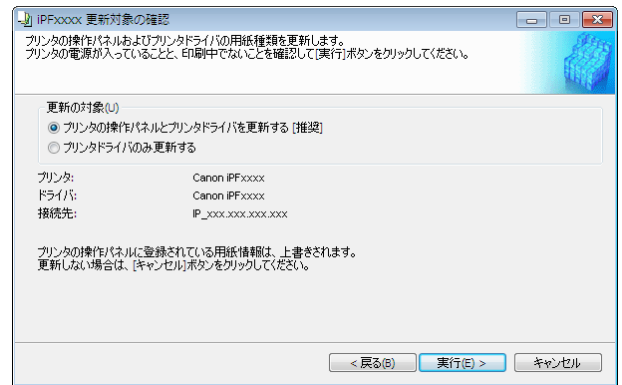 iPFxxxx 更新対象の確認
プリンタの操作パネルおよびプリンタドライバの用紙種類を更新します。
プリンタの電源が入っていることと、印刷中でないことを確認して[実行]ボタンをクリックしてください。
更新の対象(U)
プリンタの操作パネルとプリンタドライバを更新する [推奨]
プリンタドライバのみ更新する
プリンタ: Canon iPFxxxx
ドライバ: Canon iPFxxxx
接続先: IP_xxx.xxx.xxx.xxx
プリンタの操作パネルに登録されている用紙情報は、上書きされます。
更新しない場合は、[キャンセル]ボタンをクリックしてください。
< 戻る(B) 実行(E) > キャンセル